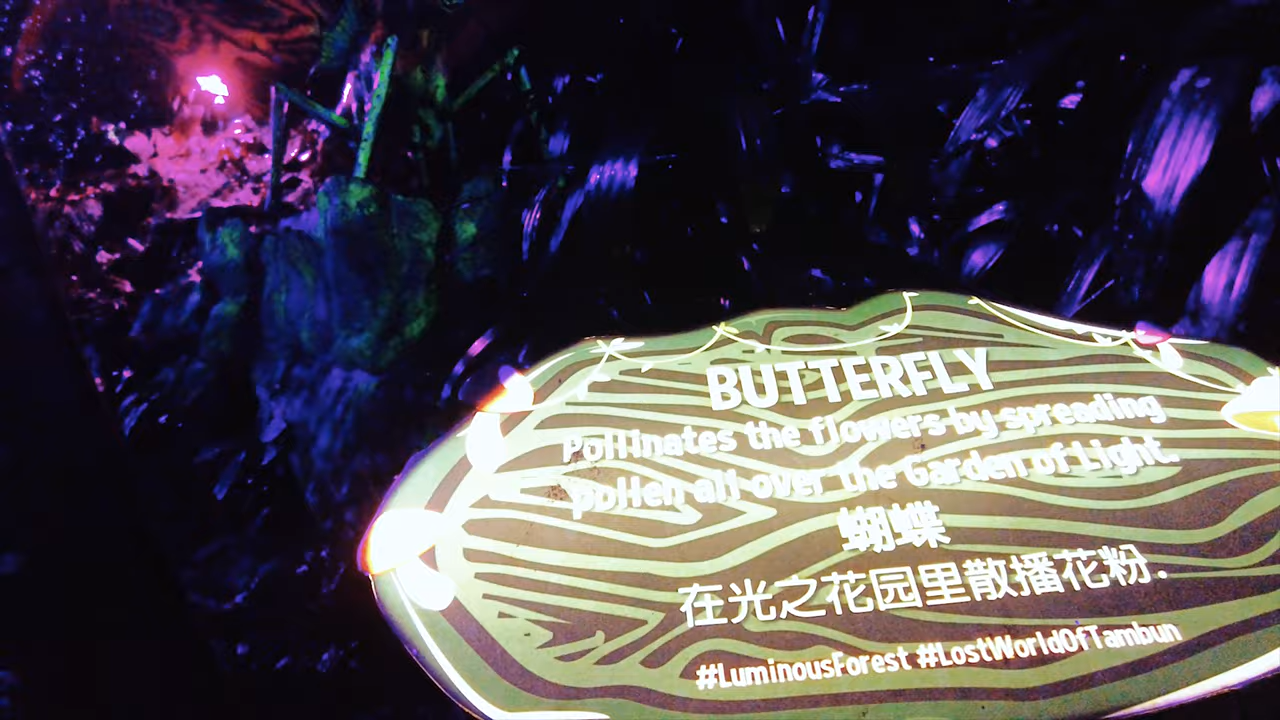 BUTTERFLY
Pollinates the flowers by spreading
pollen all over the Garden of Light.
蝴蝶
在光之花园里散播花粉.
#LuminousForest #LostWorldOfTambun